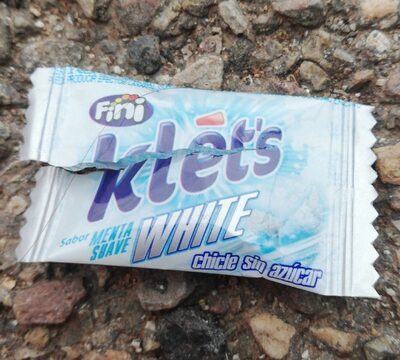 Fini
klet's
WHITE
Sabor MENTA
SUAVE
chicle sin azúcar